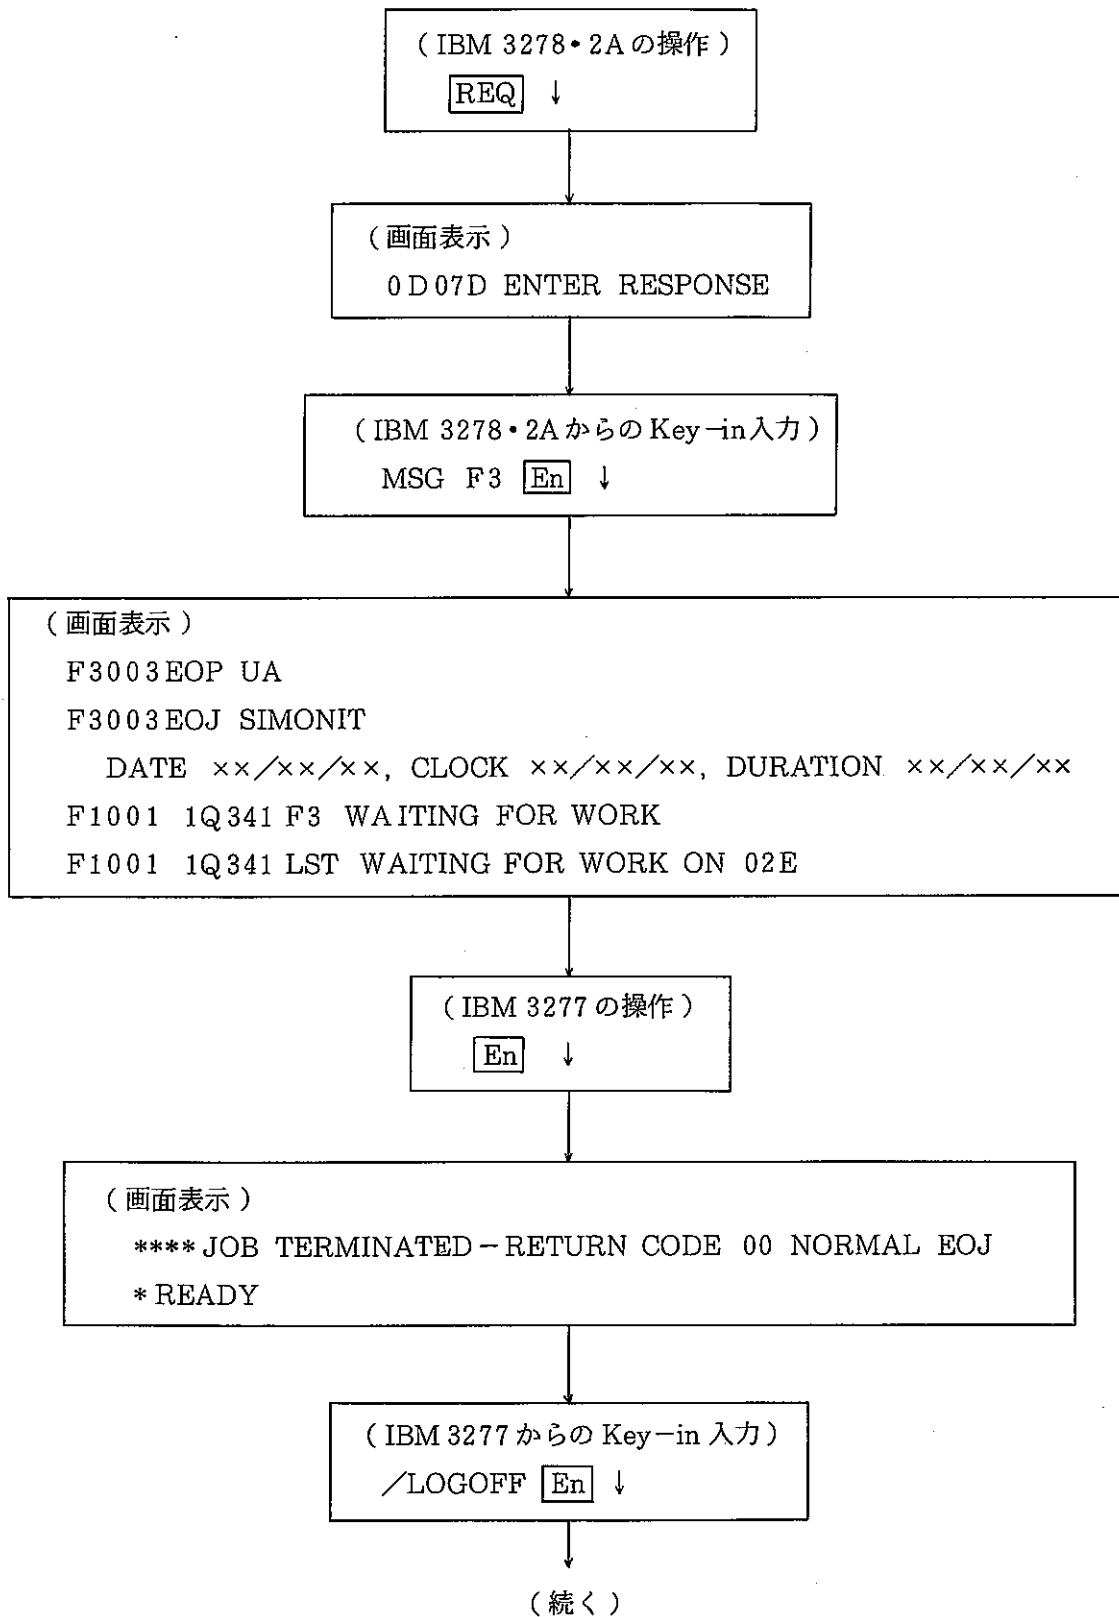 （IBM 3278・2Aの操作）
REQ ↓
（画面表示）
0D07D ENTER RESPONSE
（IBM 3278・2AからのKey-in入力）
MSG F3 En ↓
（画面表示）
F3003EOP UA
F3003EOJ SIMONIT
DATE ××/××/××, CLOCK ××/××/××, DURATION ××/××/××
F1001 1Q341 F3 WAITING FOR WORK
F1001 1Q341 LST WAITING FOR WORK ON 02E
（IBM 3277の操作）
En ↓
（画面表示）
****JOB TERMINATED-RETURN CODE 00 NORMAL EOJ
*READY
（IBM 3277からのKey-in入力）
/LOGOFF En ↓
（続く）